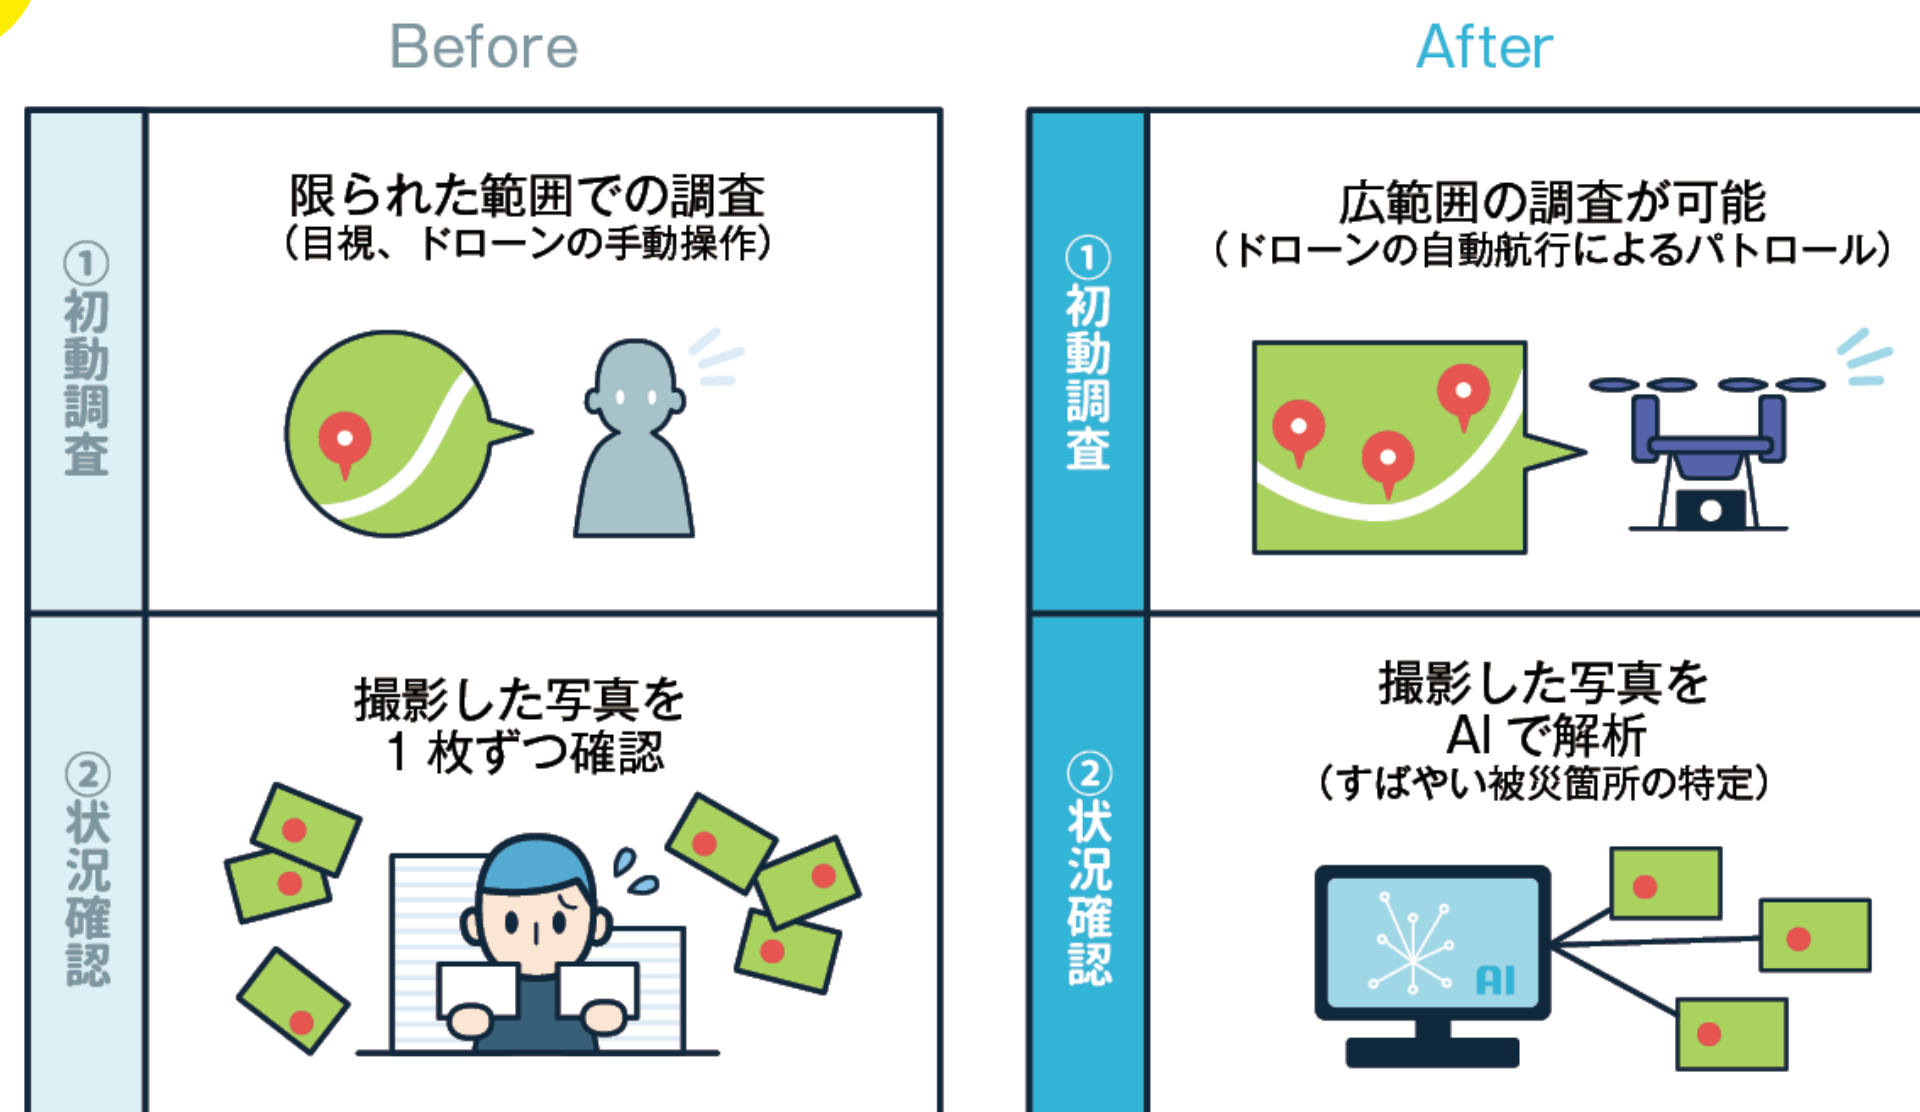 Before
①初動調査
限られた範囲での調査
（目視、ドローンの手動操作）
②状況確認
撮影した写真を
1 枚ずつ確認
After
①初動調査
広範囲の調査が可能
（ドローンの自動航行によるパトロール）
②状況確認
撮影した写真を
AI で解析
（すばやい被災箇所の特定）
AI